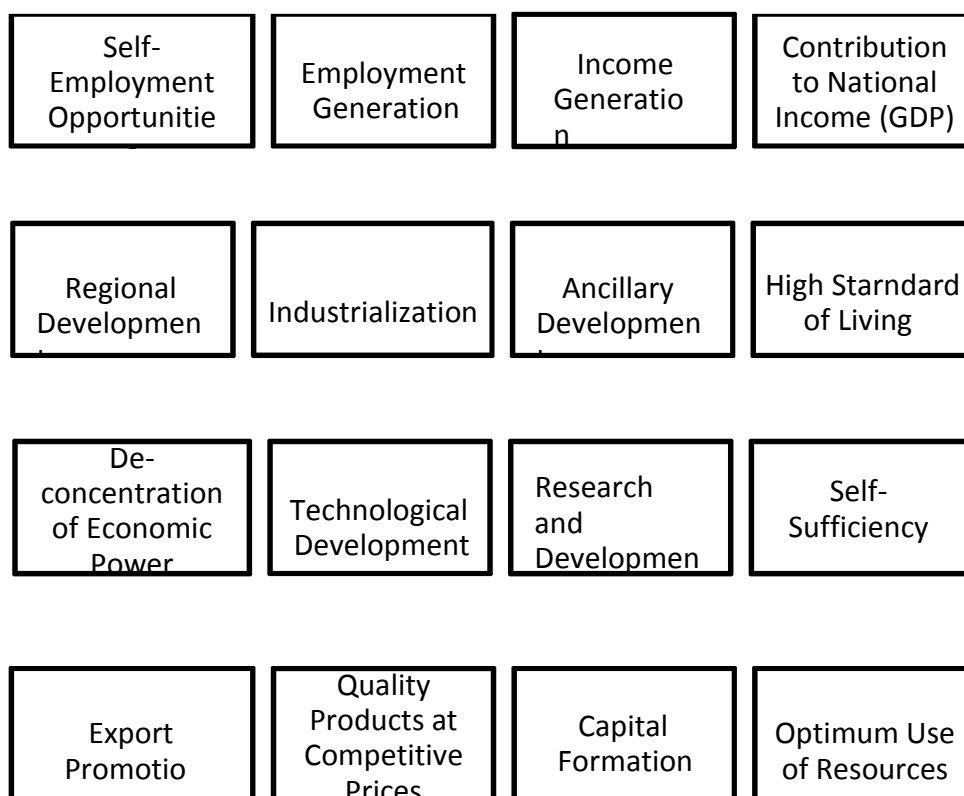 Self-
Employment
Opportunitie
Employment
Generation
Income
Generatio
n
Contribution
to National
Income (GDP)
Regional
Developmen
Industrialization
Ancillary
Developmen
High Starndard
of Living
De-
concentration
of Economic
Power
Technological
Development
Research
and
Developmen
Self-
Sufficiency
Export
Promotio
Quality
Products at
Competitive
Prices
Capital
Formation
Optimum Use
of Resources